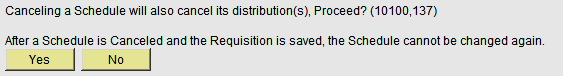 Canceling a Schedule will also cancel its distribution(s), Proceed? (10100,137)
After a Schedule is Canceled and the Requisition is saved, the Schedule cannot be changed again.
Yes No